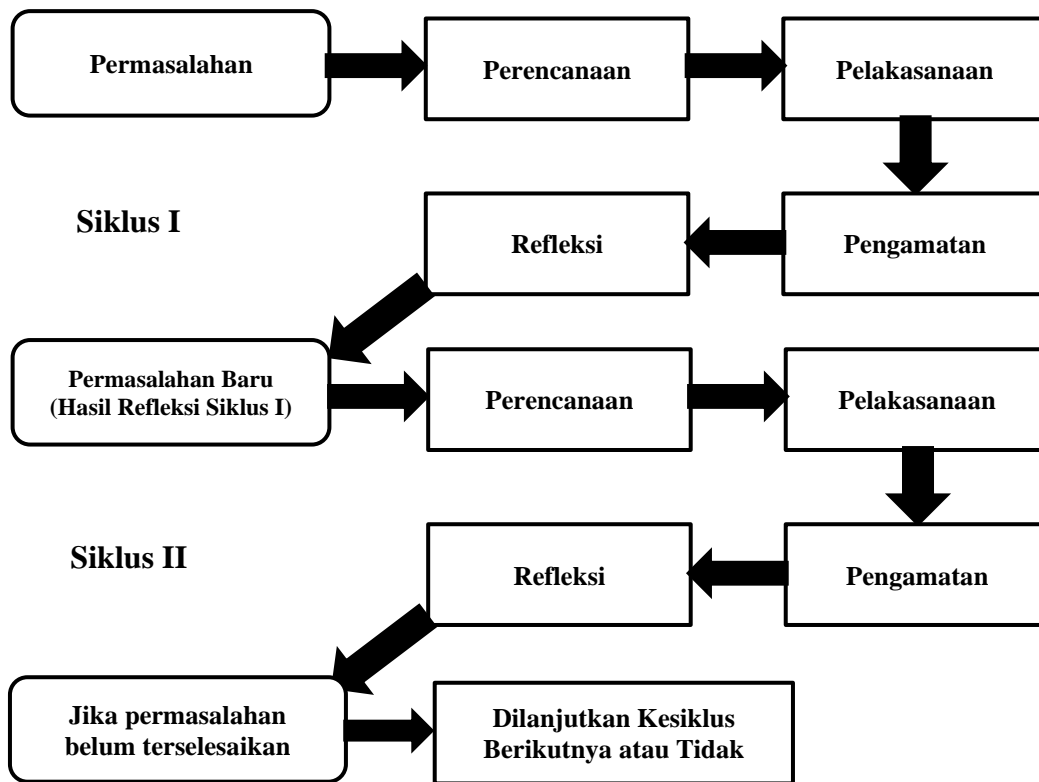 Permasalahan
Perencanaan
Pelakasanaan
Siklus I
Refleksi
Pengamatan
Permasalahan Baru
(Hasil Refleksi Siklus I)
Perencanaan
Pelakasanaan
Siklus II
Refleksi
Pengamatan
Jika permasalahan
belum terselesaikan
Dilanjutkan Kesiklus
Berikutnya atau Tidak